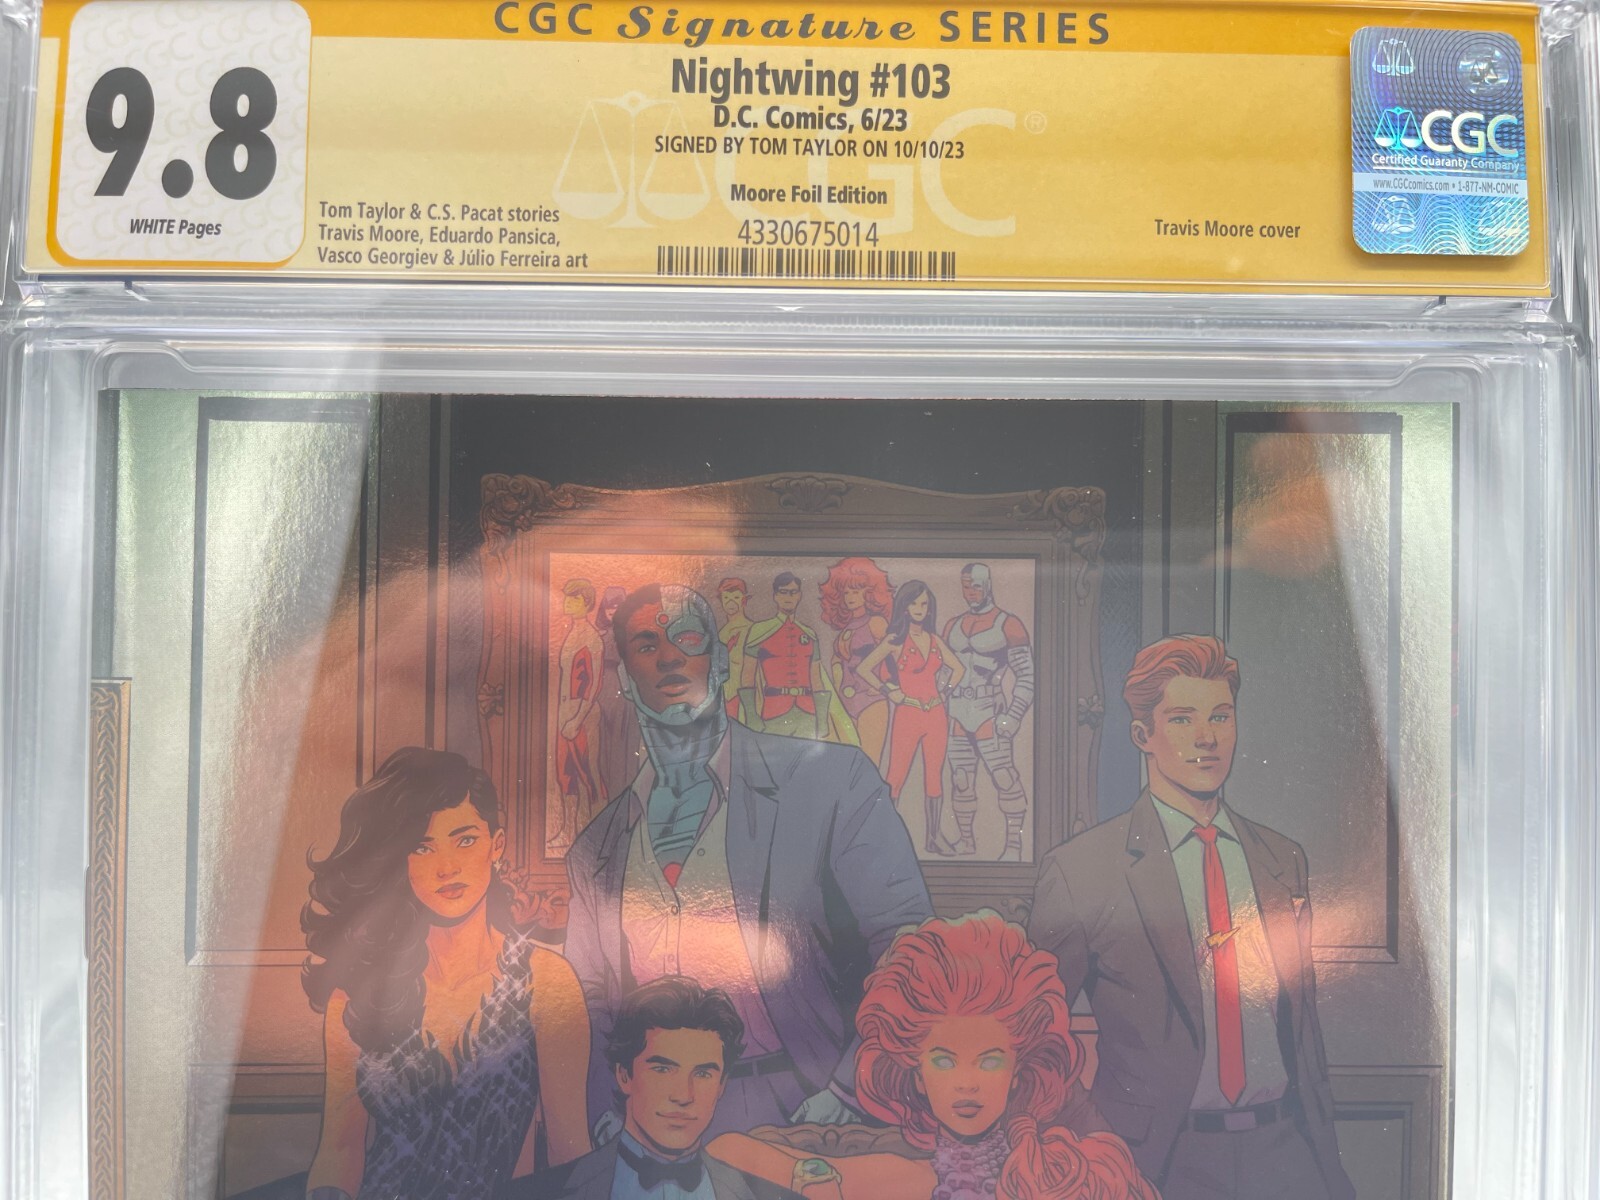 CGC Signature SERIES
9.8
WHITE Pages
Nightwing #103
D.C. Comics, 6/23
SIGNED BY TOM TAYLOR ON 10/10/23
Moore Foil Edition
4330675014
Tom Taylor & C.S. Pacat stories
Travis Moore, Eduardo Pansica,
Vasco Georgiev & Júlio Ferreira art
Travis Moore cover
CGC®
CGC
Certified Guaranty Company
www.CGCcomics.com • 1-877-NM-COMIC
R